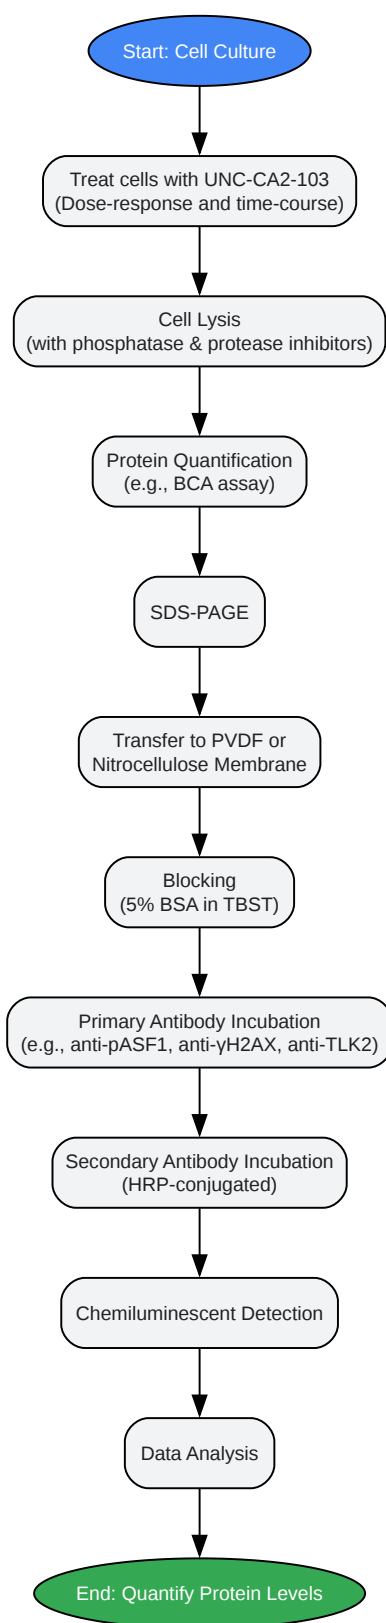 Start: Cell Culture
Treat cells with UNC-CA2-103
(Dose-response and time-course)
Cell Lysis
(with phosphatase & protease inhibitors)
Protein Quantification
(e.g., BCA assay)
SDS-PAGE
Transfer to PVDF or
Nitrocellulose Membrane
Blocking
(5% BSA in TBST)
Primary Antibody Incubation
(e.g., anti-pASF1, anti-γH2AX, anti-TLK2)
Secondary Antibody Incubation
(HRP-conjugated)
Chemiluminescent Detection
Data Analysis
End: Quantify Protein Levels